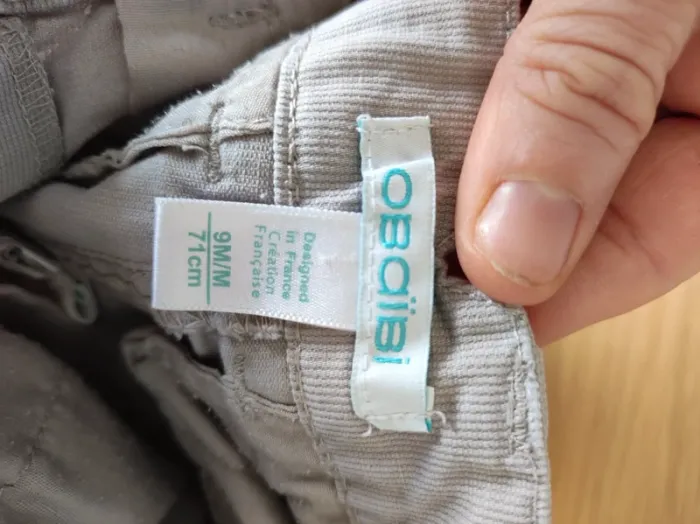 OBaïBi
Designed
in France
Création
Française
9M/M
71cm